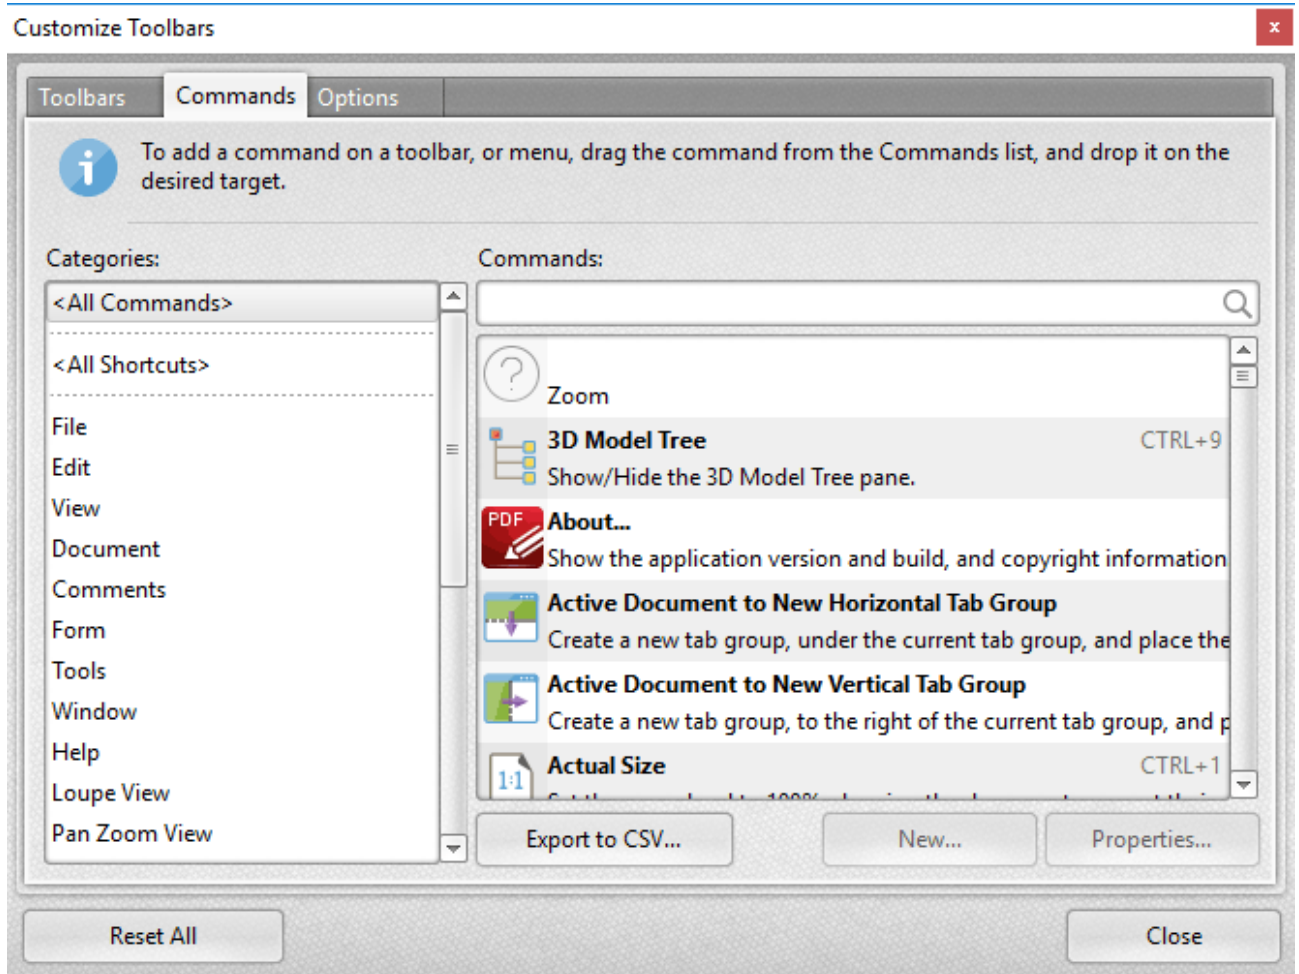 Customize Toolbars
x
Toolbars
Commands
Options
i
To add a command on a toolbar, or menu, drag the command from the Commands list, and drop it on the
desired target.
Categories:
<All Commands>
<All Shortcuts>
File
Edit
View
Document
Comments
Form
Tools
Window
Help
Loupe View
Pan Zoom View
Commands:
?
Zoom
3D Model Tree CTRL+9
Show/Hide the 3D Model Tree pane.
PDF
About...
Show the application version and build, and copyright information
Active Document to New Horizontal Tab Group
Create a new tab group, under the current tab group, and place the
Active Document to New Vertical Tab Group
Create a new tab group, to the right of the current tab group, and p
1:1
Actual Size CTRL+1
Export to CSV...
New...
Properties...
Reset All
Close